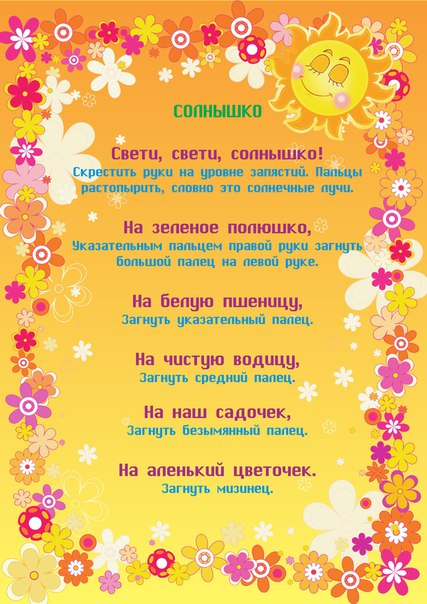 СОЛНЫШКО
Свети, свети, солнышко!
Скрестить руки на уровне запястий. Пальцы
растопырить, словно это солнечные лучи.
На зеленое полюшко,
Указательным пальцем правой руки загнуть
большой палец на левой руке.
На белую пшеницу,
Загнуть указательный палец.
На чистую водицу,
Загнуть средний палец.
На наш садочек,
Загнуть безымянный палец.
На аленький цветочек.
Загнуть мизинец.